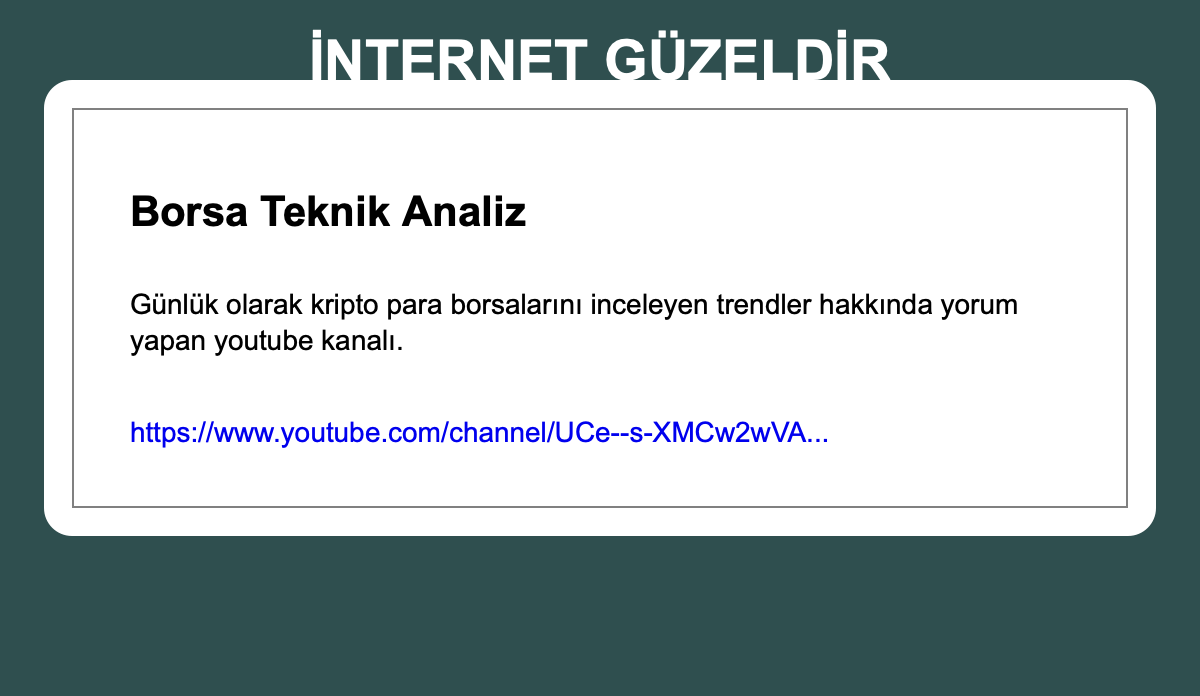 İNTERNET GÜZELDİR
Borsa Teknik Analiz
Günlük olarak kripto para borsalarını inceleyen trendler hakkında yorum
yapan youtube kanalı.
https://www.youtube.com/channel/UCe--s-XMCw2wVA...